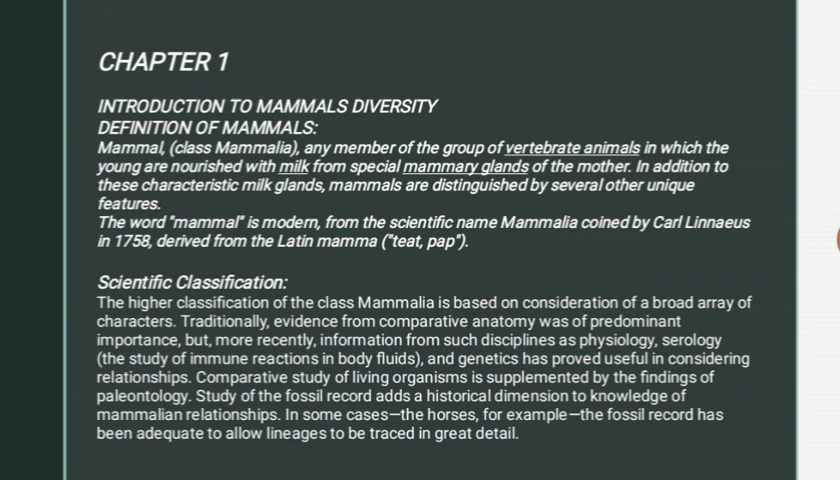 CHAPTER 1
INTRODUCTION TO MAMMALS DIVERSITY
DEFINITION OF MAMMALS:
Mammal, (class Mammalia), any member of the group of vertebrate animals in which the
young are nourished with milk from special mammary glands of the mother. In addition to
these characteristic milk glands, mammals are distinguished by several other unique
features.
The word "mammal" is modern, from the scientific name Mammalia coined by Carl Linnaeus
in 1758, derived from the Latin mamma ("teat, pap").
Scientific Classification:
The higher classification of the class Mammalia is based on consideration of a broad array of
characters. Traditionally, evidence from comparative anatomy was of predominant
importance, but, more recently, information from such disciplines as physiology, serology
(the study of immune reactions in body fluids), and genetics has proved useful in considering
relationships. Comparative study of living organisms is supplemented by the findings of
paleontology. Study of the fossil record adds a historical dimension to knowledge of
mammalian relationships. In some cases—the horses, for example—the fossil record has
been adequate to allow lineages to be traced in great detail.